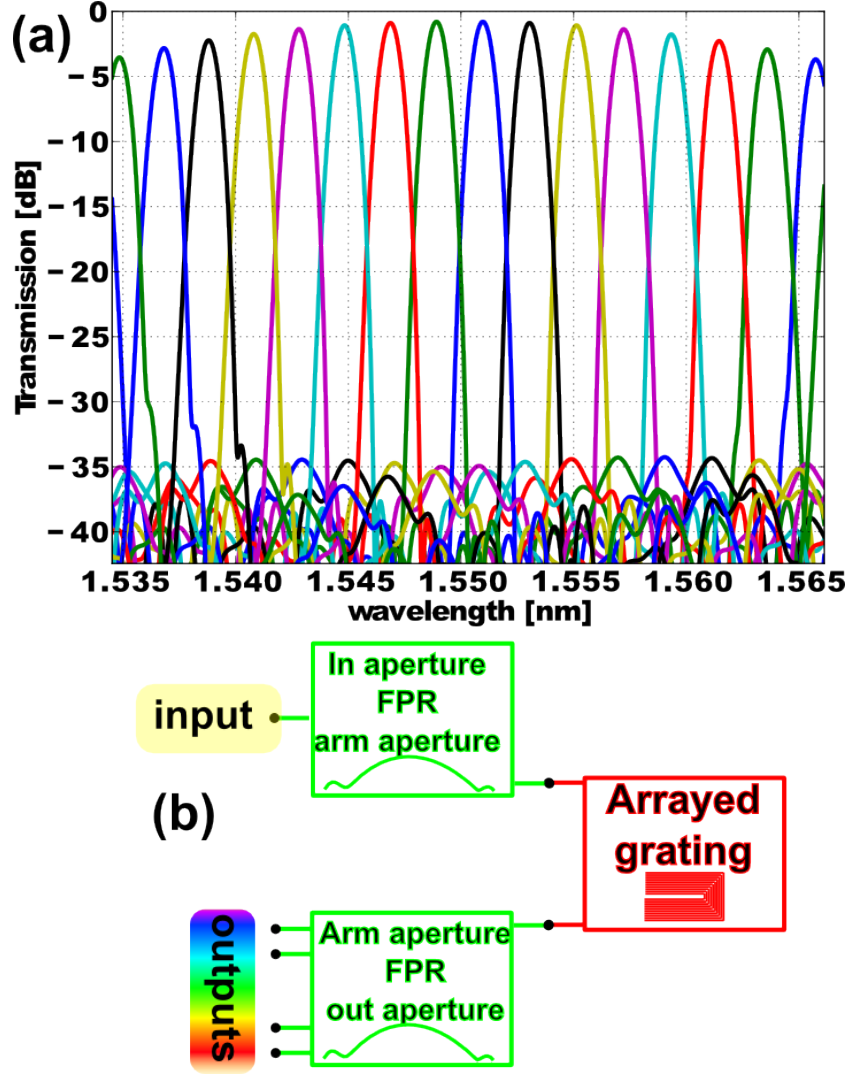 (a)
Transmission [dB]
0
−5
−10
−15
−20
−25
−30
−35
−40
1.535 1.540 1.545 1.550 1.555 1.560 1.565
wavelength [nm]
(b)
input
In aperture
FPR
arm aperture
Arrayed
grating
outputs
Arm aperture
FPR
out aperture